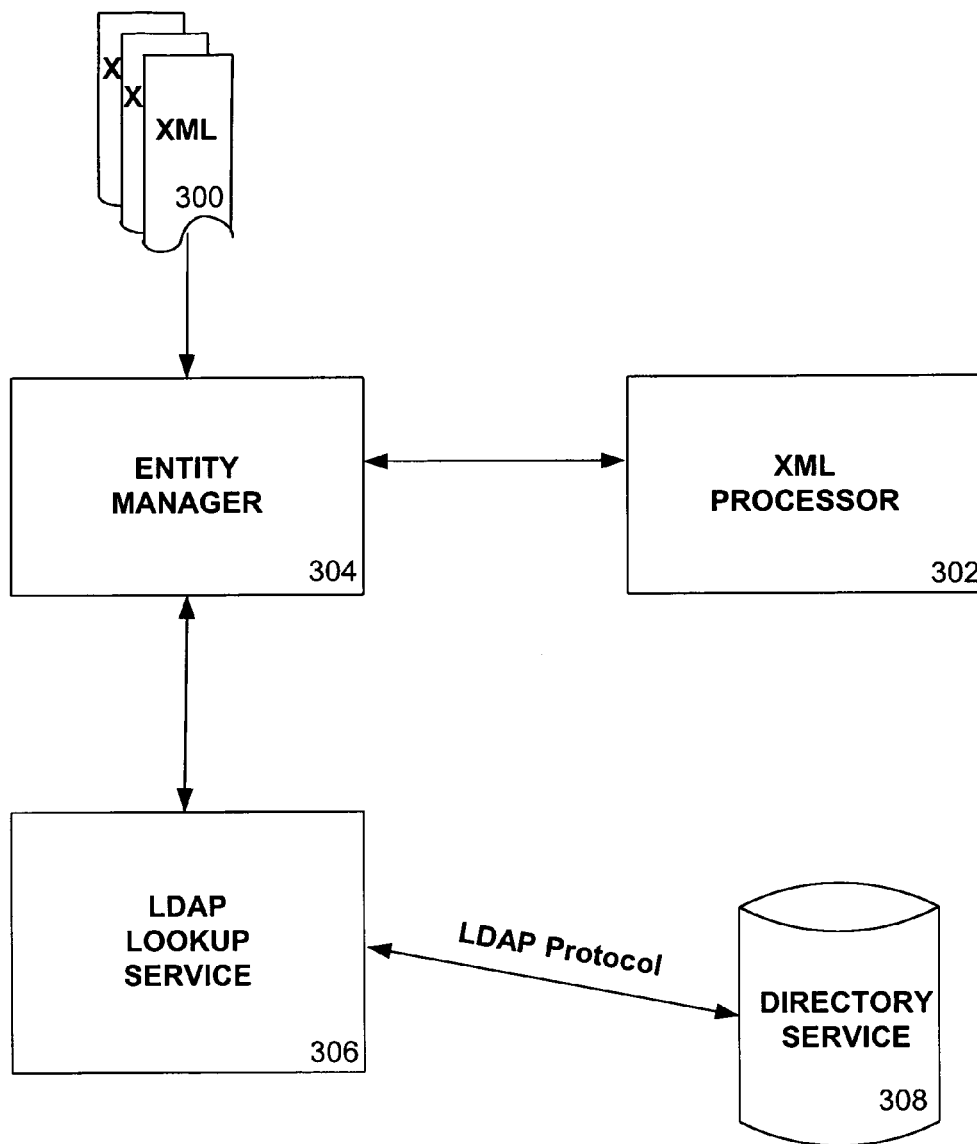 X
X
XML
300
ENTITY
MANAGER
304
XML
PROCESSOR
302
LDAP
LOOKUP
SERVICE
306
LDAP Protocol
DIRECTORY
SERVICE
308